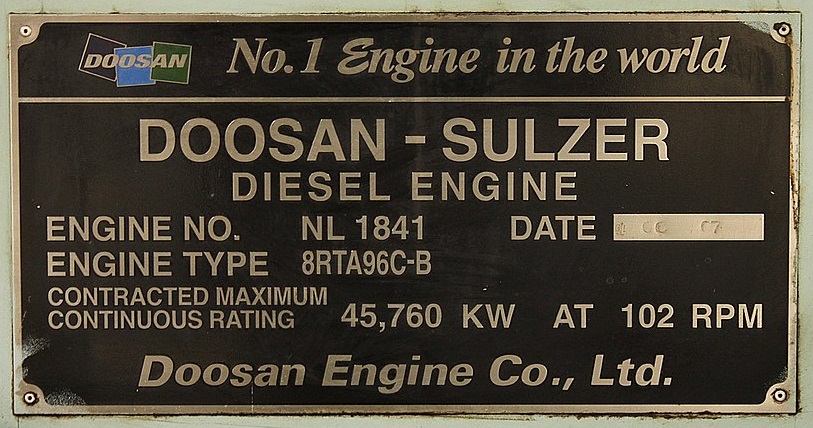 DOOSAN No.1 Engine in the world
DOOSAN - SULZER
DIESEL ENGINE
ENGINE NO. NL 1841 DATE
ENGINE TYPE 8RTA96C-B
CONTRACTED MAXIMUM
CONTINUOUS RATING 45,760 KW AT 102 RPM
Doosan Engine Co., Ltd.